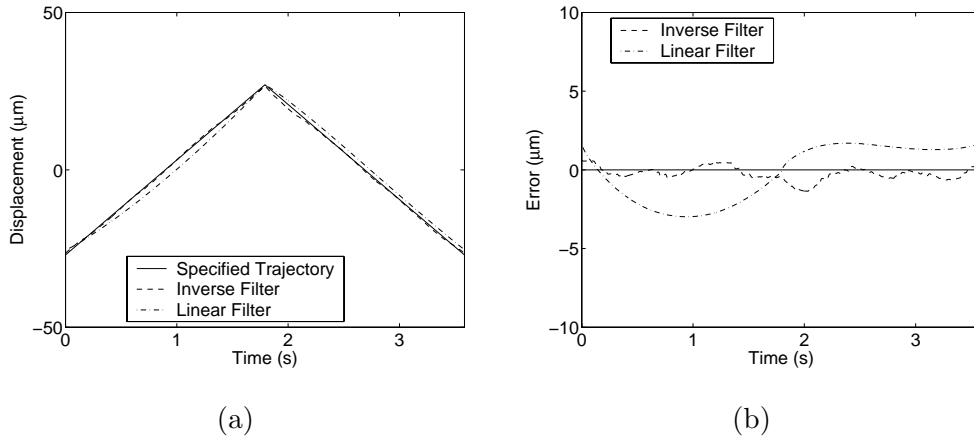 50
0
−50
Displacement (μm)
0
1
2
3
Time (s)
Specified Trajectory
Inverse Filter
Linear Filter
(a)
10
5
0
−5
−10
Error (μm)
0
1
2
3
Time (s)
Inverse Filter
Linear Filter
(b)